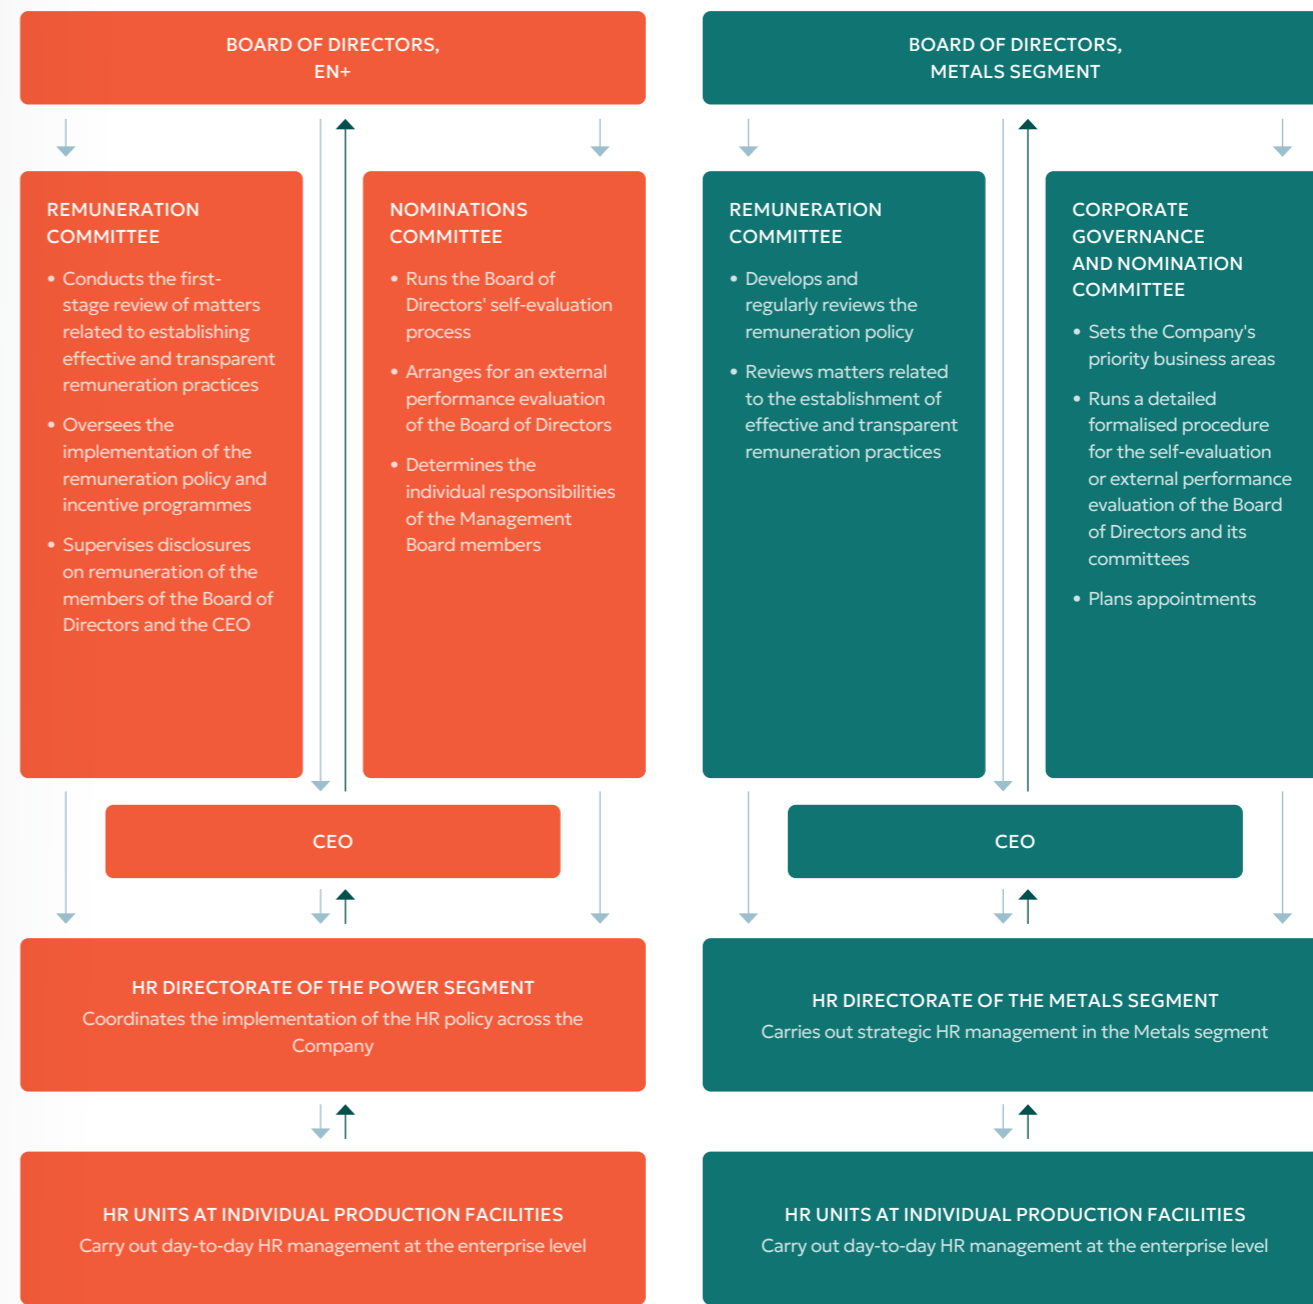 BOARD OF DIRECTORS,
EN+
REMUNERATION
COMMITTEE
• Conducts the first-
stage review of matters
related to establishing
effective and transparent
remuneration practices
• Oversees the
implementation of the
remuneration policy and
incentive programmes
• Supervises disclosures
on remuneration of the
members of the Board of
Directors and the CEO
NOMINATIONS
COMMITTEE
• Runs the Board of
Directors' self-evaluation
process
• Arranges for an external
performance evaluation
of the Board of Directors
• Determines the
individual responsibilities
of the Management
Board members
CEO
HR DIRECTORATE OF THE POWER SEGMENT
Coordinates the implementation of the HR policy across the
Company
HR UNITS AT INDIVIDUAL PRODUCTION FACILITIES
Carry out day-to-day HR management at the enterprise level
BOARD OF DIRECTORS,
METALS SEGMENT
REMUNERATION
COMMITTEE
• Develops and
regularly reviews the
remuneration policy
• Reviews matters related
to the establishment of
effective and transparent
remuneration practices
CORPORATE
GOVERNANCE
AND NOMINATION
COMMITTEE
• Sets the Company's
priority business areas
• Runs a detailed
formalised procedure
for the self-evaluation
or external performance
evaluation of the Board
of Directors and its
committees
• Plans appointments
CEO
HR DIRECTORATE OF THE METALS SEGMENT
Carries out strategic HR management in the Metals segment
HR UNITS AT INDIVIDUAL PRODUCTION FACILITIES
Carry out day-to-day HR management at the enterprise level